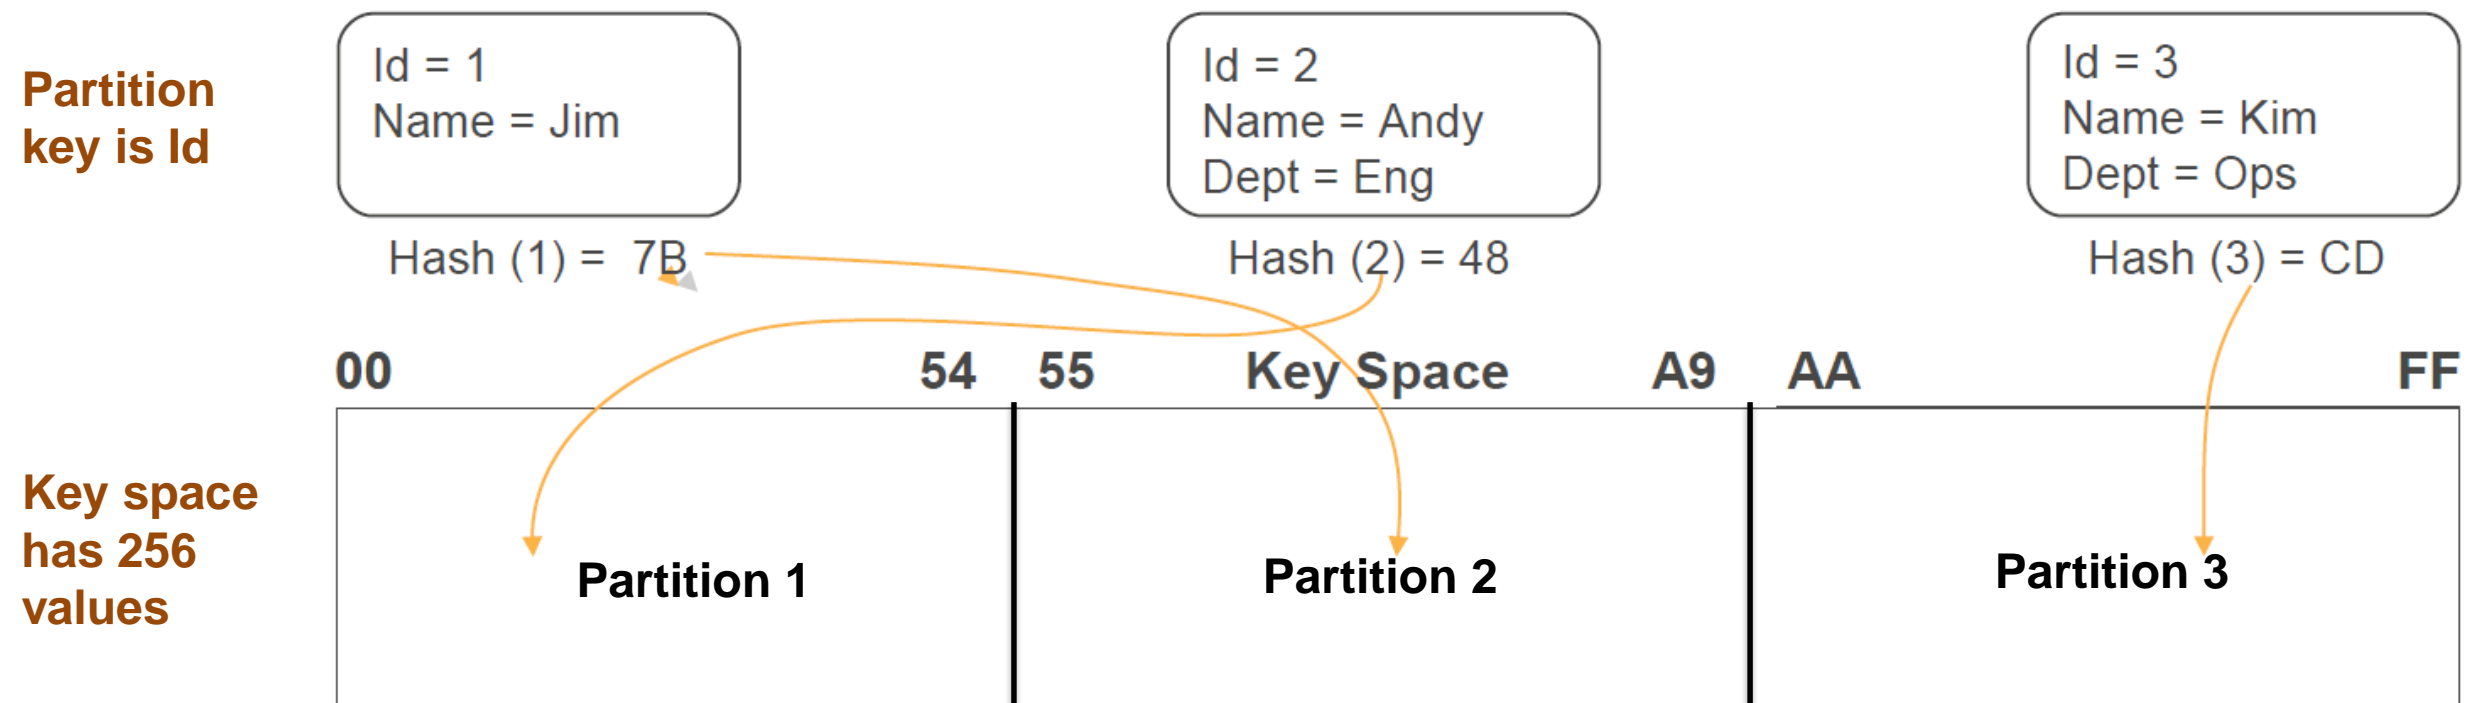 Partition
key is Id
Id = 1
Name = Jim
Id = 2
Name = Andy
Dept = Eng
Id = 3
Name = Kim
Dept = Ops
Hash (1) = 7B
Hash (2) = 48
Hash (3) = CD
00 54 55 Key Space A9 AA FF
Key space
has 256
values
Partition 1
Partition 2
Partition 3